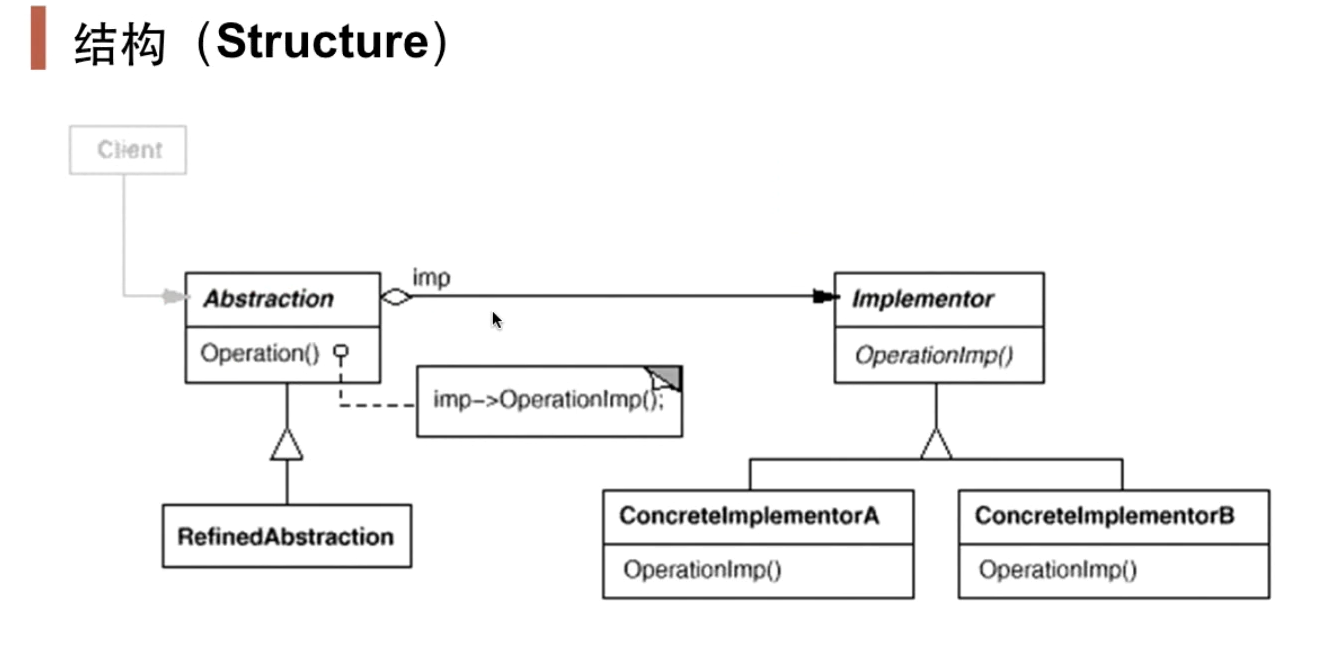 结构（Structure）
Client
imp
Abstraction
Implementor
Operation()
OperationImp()
imp->OperationImp();
RefinedAbstraction
ConcreteImplementorA
ConcreteImplementorB
OperationImp()
OperationImp()